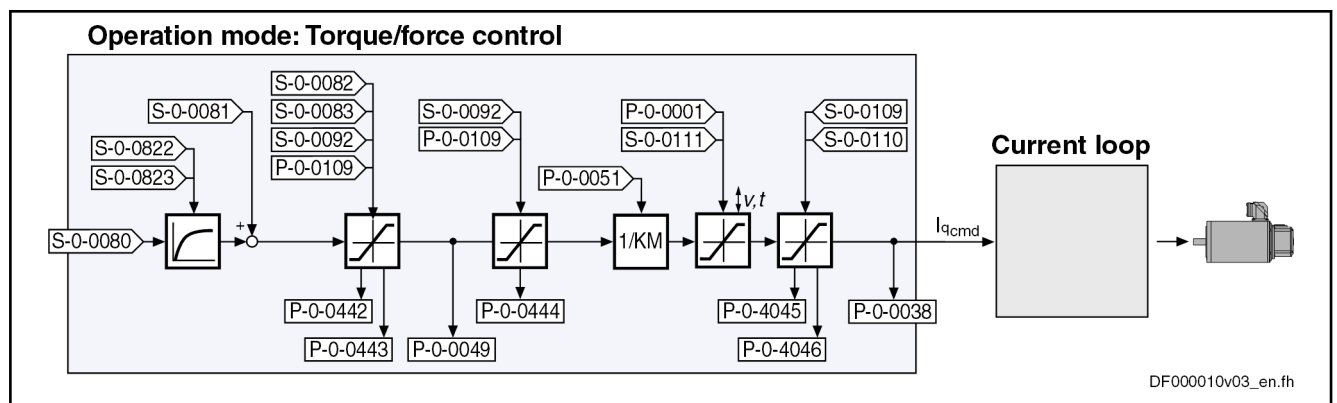 Operation mode: Torque/force control
S-0-0082
S-0-0081
S-0-0083
S-0-0092
P-0-0001
S-0-0109
S-0-0822
S-0-0092
P-0-0109
S-0-0111
S-0-0110
Current loop
S-0-0823
P-0-0109
P-0-0051
v,t
+
S-0-0080
1/KM
Iqcmd
P-0-0442
P-0-0444
P-0-4045
P-0-0038
P-0-0443
P-0-0049
P-0-4046
DF000010v03_en.fh